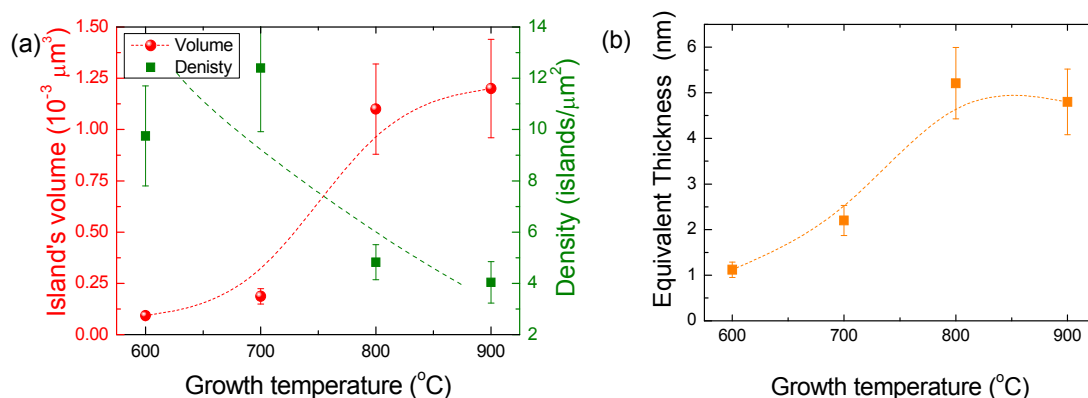 (a)
Volume
Denisty
1.50
1.25
1.00
0.75
0.50
0.25
0.00
Island's volume (10⁻³ μm³)
14
12
10
8
6
4
2
Density (islands/μm²)
600 700 800 900
Growth temperature (°C)
(b)
6
5
4
3
2
1
0
Equivalent Thickness (nm)
600 700 800 900
Growth temperature (°C)